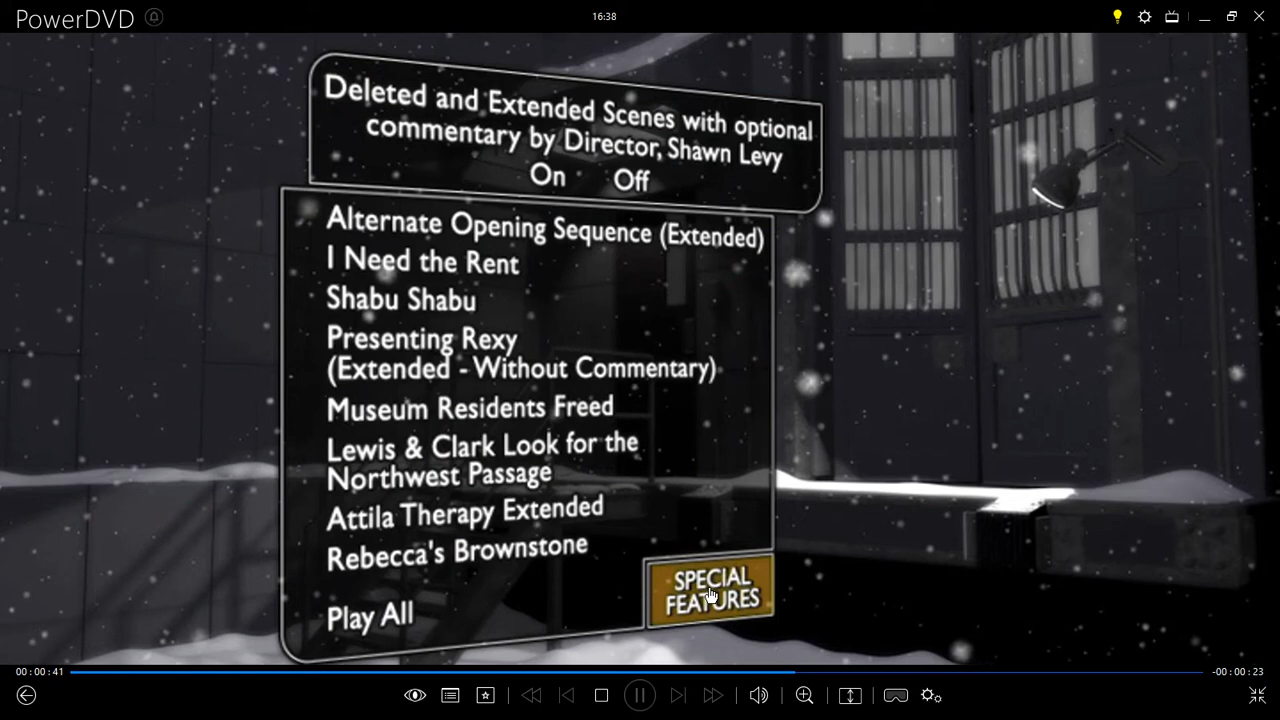 PowerDVD
16:38
Deleted and Extended Scenes with optional
commentary by Director, Shawn Levy
On Off
Alternate Opening Sequence (Extended)
I Need the Rent
Shabu Shabu
Presenting Rexy
(Extended - Without Commentary)
Museum Residents Freed
Lewis & Clark Look for the
Northwest Passage
Attila Therapy Extended
Rebecca's Brownstone
Play All
SPECIAL
FEATURES
00:00:41
-00:00:23